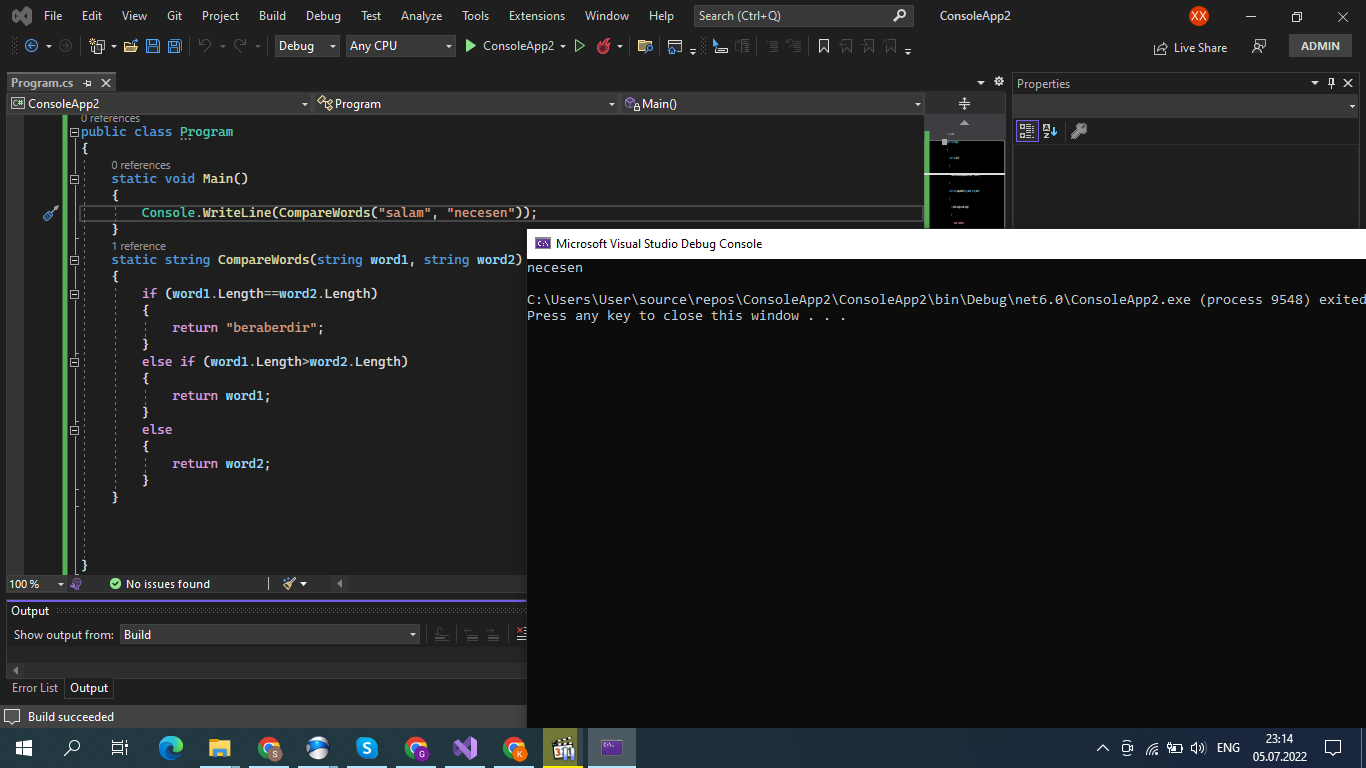 File Edit View Git Project Build Debug Test Analyze Tools Extensions Window Help Search (Ctrl+Q) ConsoleApp2 XX
Debug Any CPU ConsoleApp2 Live Share ADMIN
Program.cs Properties
C# ConsoleApp2 Program Main()
0 references
public class Program
{
0 references
static void Main()
{
Console.WriteLine(CompareWords("salam", "necesen"));
}
1 reference
static string CompareWords(string word1, string word2)
{
if (word1.Length==word2.Length)
{
return "beraberdir";
}
else if (word1.Length>word2.Length)
{
return word1;
}
else
{
return word2;
}
}
}
100 % No issues found
Output
Show output from: Build
Error List Output
Build succeeded
Microsoft Visual Studio Debug Console
necesen
C:\Users\User\source\repos\ConsoleApp2\ConsoleApp2\bin\Debug\net6.0\ConsoleApp2.exe (process 9548) exited
Press any key to close this window . . .
ENG 23:14
05.07.2022